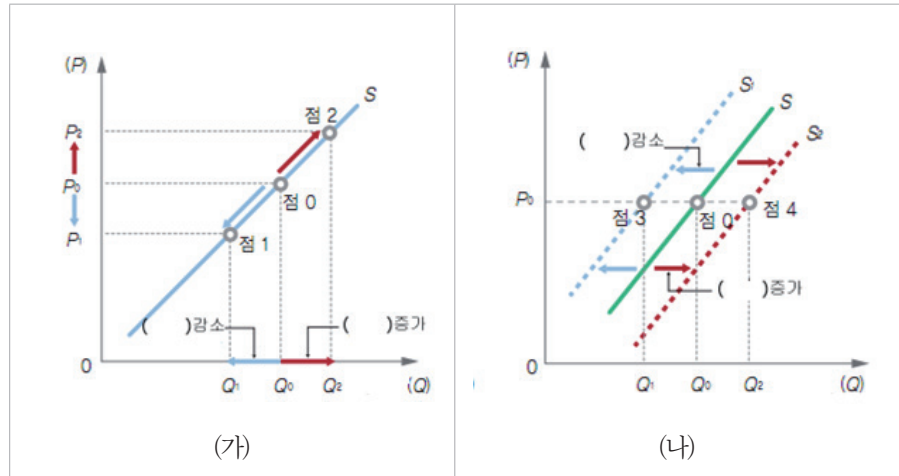 (P)
S
점 2
P₂
P₀
점 0
P₁
점 1
( )감소
( )증가
0
Q₁
Q₀
Q₂
(Q)
(가)
(P)
S₁
S
S₂
( )감소
P₀
점 3
점 0
점 4
( )증가
0
Q₁
Q₀
Q₂
(Q)
(나)